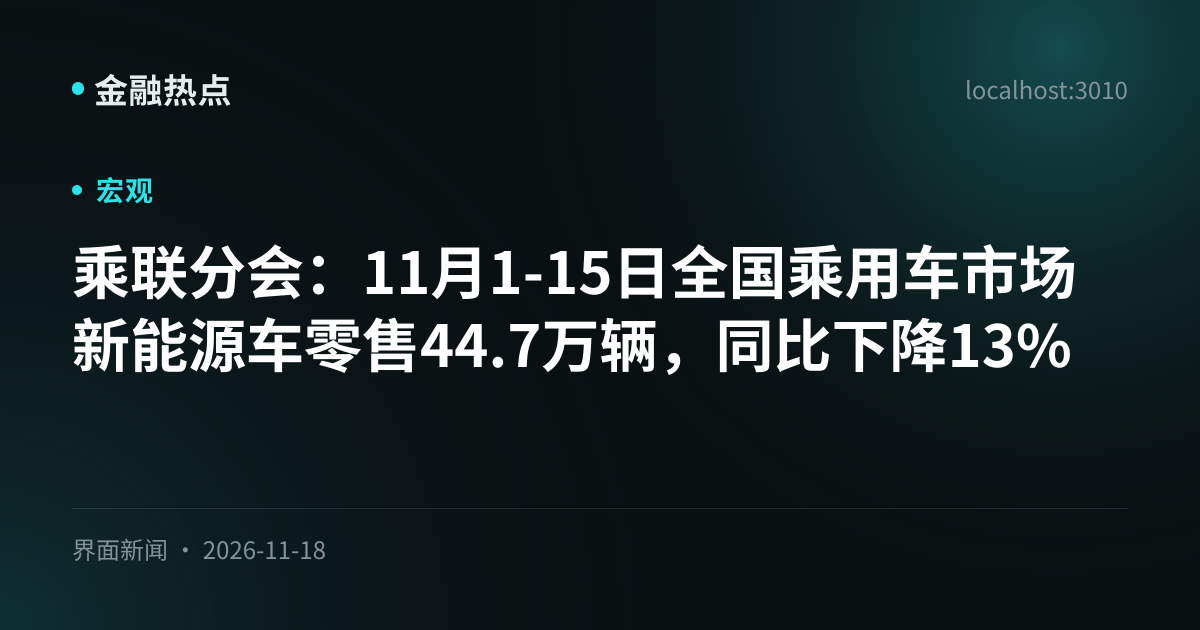 金融热点
localhost:3010
宏观
乘联分会：11月1-15日全国乘用车市场
新能源车零售44.7万辆，同比下降13%
界面新闻 · 2026-11-18